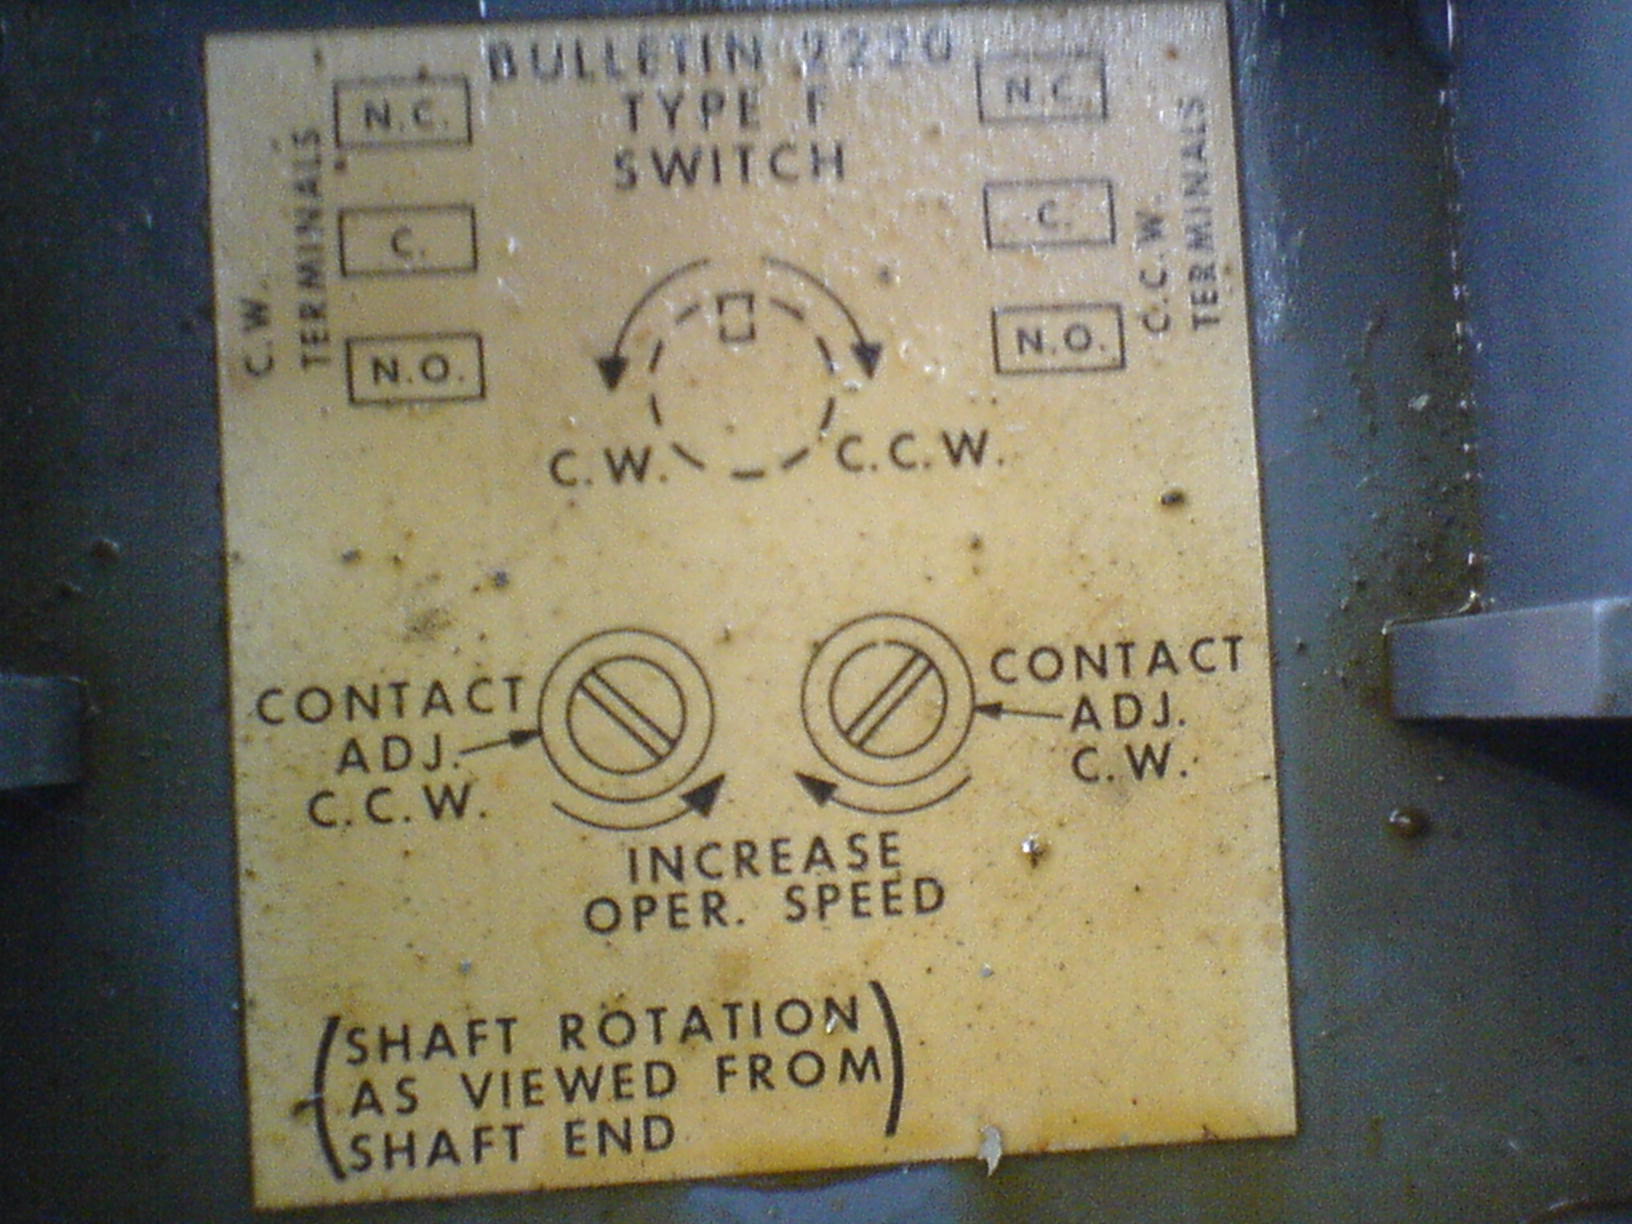 BULLETIN 2220
TYPE F
SWITCH
C.W.
TERMINALS
N.C.
C.
N.O.
N.C.
C.
N.O.
C.C.W.
TERMINALS
C.W.
C.C.W.
CONTACT
ADJ.
C.C.W.
CONTACT
ADJ.
C.W.
INCREASE
OPER. SPEED
(SHAFT ROTATION
AS VIEWED FROM
SHAFT END)